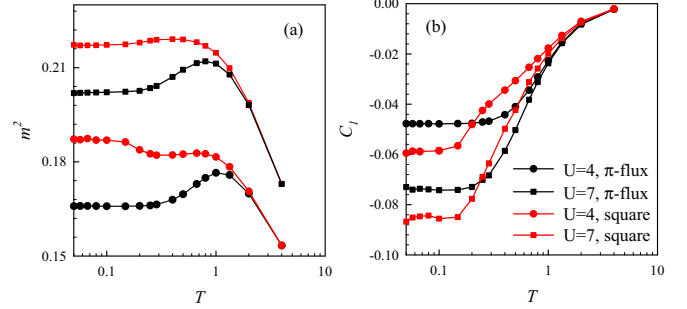 (a)
0.21
0.18
0.15
m²
0.1
1
10
T
(b)
0.00
-0.02
-0.04
-0.06
-0.08
-0.10
C₁
U=4, π-flux
U=7, π-flux
U=4, square
U=7, square
0.1
1
10
T